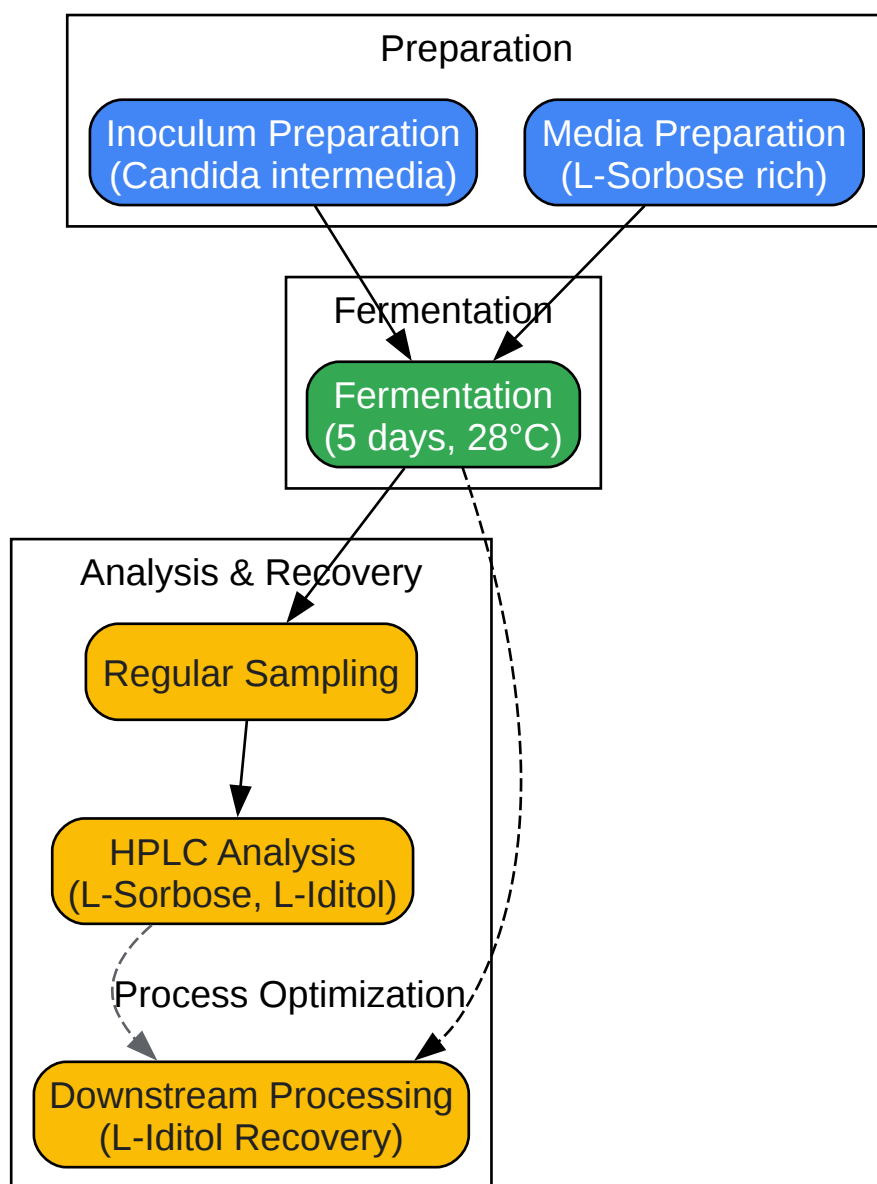 Preparation
Inoculum Preparation
(Candida intermedia)
Media Preparation
(L-Sorbose rich)
Fermentation
Fermentation
(5 days, 28°C)
Analysis & Recovery
Regular Sampling
HPLC Analysis
(L-Sorbose, L-Iditol)
Process Optimization
Downstream Processing
(L-Iditol Recovery)